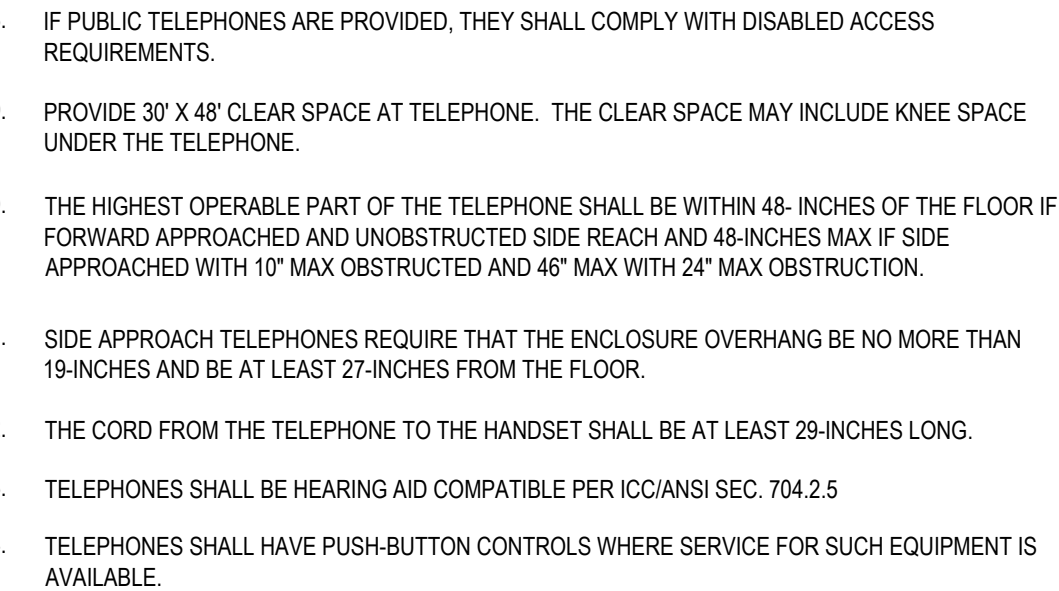 . IF PUBLIC TELEPHONES ARE PROVIDED, THEY SHALL COMPLY WITH DISABLED ACCESS
REQUIREMENTS.
. PROVIDE 30' X 48' CLEAR SPACE AT TELEPHONE. THE CLEAR SPACE MAY INCLUDE KNEE SPACE
UNDER THE TELEPHONE.
. THE HIGHEST OPERABLE PART OF THE TELEPHONE SHALL BE WITHIN 48- INCHES OF THE FLOOR IF
FORWARD APPROACHED AND UNOBSTRUCTED SIDE REACH AND 48-INCHES MAX IF SIDE
APPROACHED WITH 10" MAX OBSTRUCTED AND 46" MAX WITH 24" MAX OBSTRUCTION.
. SIDE APPROACH TELEPHONES REQUIRE THAT THE ENCLOSURE OVERHANG BE NO MORE THAN
19-INCHES AND BE AT LEAST 27-INCHES FROM THE FLOOR.
. THE CORD FROM THE TELEPHONE TO THE HANDSET SHALL BE AT LEAST 29-INCHES LONG.
. TELEPHONES SHALL BE HEARING AID COMPATIBLE PER ICC/ANSI SEC. 704.2.5
. TELEPHONES SHALL HAVE PUSH-BUTTON CONTROLS WHERE SERVICE FOR SUCH EQUIPMENT IS
AVAILABLE.